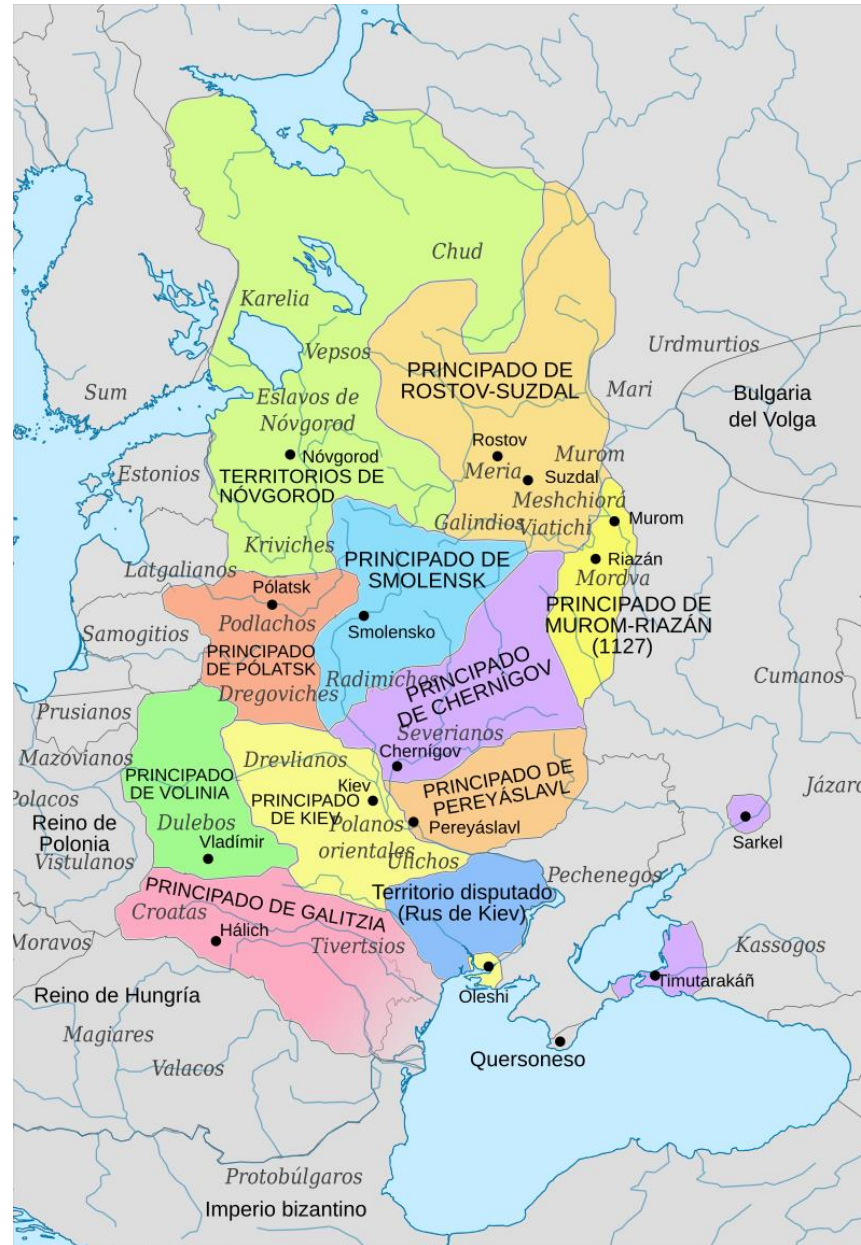 Chud
Karelia
Vepsos
Urdmurtios
PRINCIPADO DE
ROSTOV-SUZDAL
Mari
Sum
Eslavos de
Nóvgorod
Bulgaria
del Volga
Rostov
Murom
Nóvgorod
Estonios
TERRITORIOS DE
NÓVGOROD
Meria
Suzdal
Meshchiora
Galindios
Viatichi
Murom
Kriviches
PRINCIPADO DE
SMOLENSK
Riazán
Latgalianos
Mordva
Pólatsk
PRINCIPADO DE
MUROM-RIAZÁN
(1127)
Podlachos
Smolensko
Samogitios
PRINCIPADO
DE PÓLATSK
Radimichos
PRINCIPADO
DE CHERNÍGOV
Cumanos
Dregoviches
Prusianos
Severianos
Mazovianos
Drevlianos
Chernígov
PRINCIPADO
DE VOLINIA
PRINCIPADO DE
PEREYÁSLAVL
Jázaro
Polacos
Kiev
PRINCIPADO
DE KIEV
Reino de
Polonia
Dulebos
Polanos
orientales
Pereyáslavl
Sarkel
Vladímir
Vistulanos
Ulichos
Pechenegos
PRINCIPADO DE GALITZIA
Territorio disputado
(Rus de Kiev)
Croatas
Hálich
Tivertsios
Moravos
Kassogos
Timutarakáñ
Reino de Hungría
Oleshi
Magiares
Quersoneso
Valacos
Protobúlgaros
Imperio bizantino